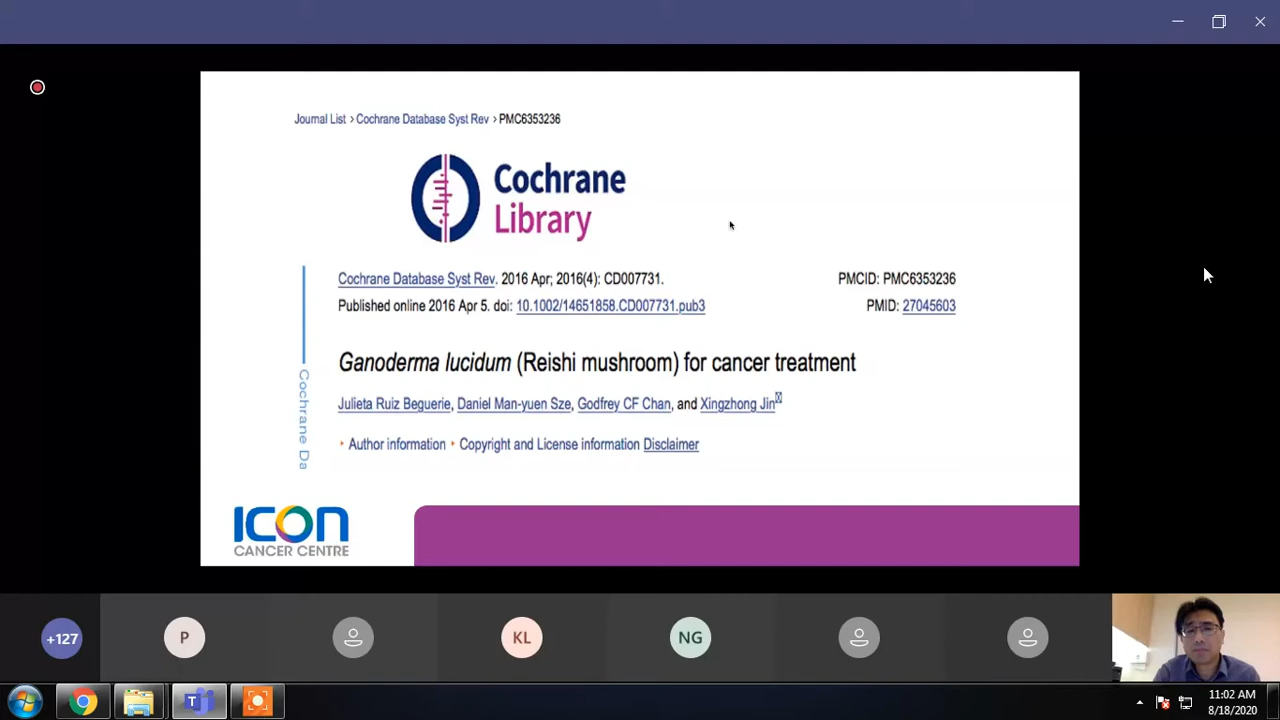 Journal List › Cochrane Database Syst Rev › PMC6353236
Cochrane
Library
Cochrane Database Syst Rev. 2016 Apr; 2016(4): CD007731.
PMCID: PMC6353236
Published online 2016 Apr 5. doi: 10.1002/14651858.CD007731.pub3
PMID: 27045603
Ganoderma lucidum (Reishi mushroom) for cancer treatment
Julieta Ruiz Beguerie, Daniel Man-yuen Sze, Godfrey CF Chan, and Xingzhong Jin
Author information Copyright and License information Disclaimer
Cochrane Da
ICON
CANCER CENTRE
+127
P
KL
NG
11:02 AM
8/18/2020